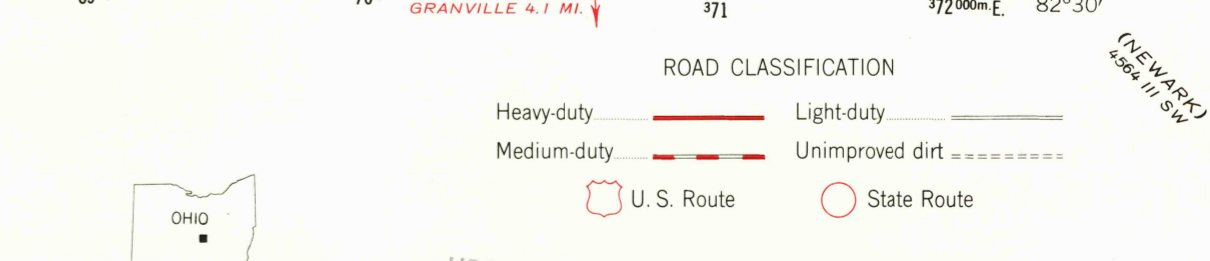 GRANVILLE 4.1 MI.
371
372000m.E.
82°30′
(NEWARK)
4564 III SW
ROAD CLASSIFICATION
Heavy-duty
Light-duty
Medium-duty
Unimproved dirt
U. S. Route
State Route
OHIO